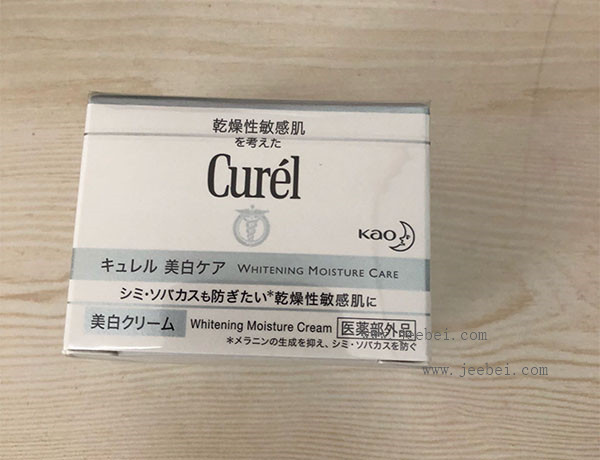 乾燥性敏感肌
を考えた
Curél
Kao
キュレル 美白ケア WHITENING MOISTURE CARE
シミ・ソバカスも防ぎたい*乾燥性敏感肌に
美白クリーム Whitening Moisture Cream 医薬部外品
*メラニンの生成を抑え、シミ・ソバカスを防ぐ
www.jeebei.com